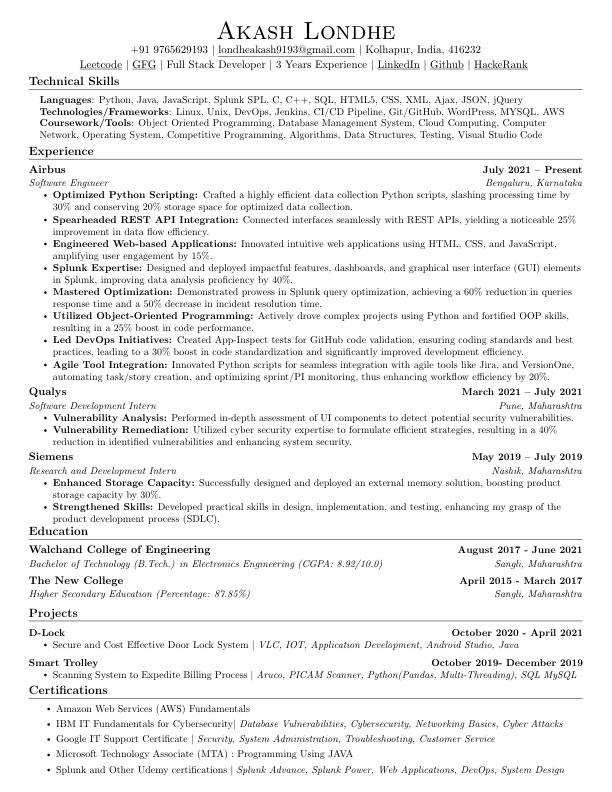 Akash Londhe
+91 9765629193 | londheakash9193@gmail.com | Kolhapur, India, 416232
Leetcode | GFG | Full Stack Developer | 3 Years Experience | LinkedIn | Github | HackeRank
Technical Skills
Languages: Python, Java, JavaScript, Splunk SPL, C, C++, SQL, HTML5, CSS, XML, Ajax, JSON, jQuery
Technologies/Frameworks: Linux, Unix, DevOps, Jenkins, CI/CD Pipeline, Git/GitHub, WordPress, MYSQL, AWS
Coursework/Tools: Object Oriented Programming, Database Management System, Cloud Computing, Computer
Network, Operating System, Competitive Programming, Algorithms, Data Structures, Testing, Visual Studio Code
Experience
Airbus July 2021 – Present
Software Engineer Bengaluru, Karnataka
• Optimized Python Scripting: Crafted a highly efficient data collection Python scripts, slashing processing time by
30% and conserving 20% storage space for optimized data collection.
• Spearheaded REST API Integration: Connected interfaces seamlessly with REST APIs, yielding a noticeable 25%
improvement in data flow efficiency.
• Engineered Web-based Applications: Innovated intuitive web applications using HTML, CSS, and JavaScript,
amplifying user engagement by 15%.
• Splunk Expertise: Designed and deployed impactful features, dashboards, and graphical user interface (GUI) elements
in Splunk, improving data analysis proficiency by 40%.
• Mastered Optimization: Demonstrated prowess in Splunk query optimization, achieving a 60% reduction in queries
response time and a 50% decrease in incident resolution time.
• Utilized Object-Oriented Programming: Actively drove complex projects using Python and fortified OOP skills,
resulting in a 25% boost in code performance.
• Led DevOps Initiatives: Created App-Inspect tests for GitHub code validation, ensuring coding standards and best
practices, leading to a 30% boost in code standardization and significantly improved development efficiency.
• Agile Tool Integration: Innovated Python scripts for seamless integration with agile tools like Jira, and VersionOne,
automating task/story creation, and optimizing sprint/PI monitoring, thus enhancing workflow efficiency by 20%.
Qualys March 2021 – July 2021
Software Development Intern Pune, Maharashtra
• Vulnerability Analysis: Performed in-depth assessment of UI components to detect potential security vulnerabilities.
• Vulnerability Remediation: Utilized cyber security expertise to formulate efficient strategies, resulting in a 40%
reduction in identified vulnerabilities and enhancing system security.
Siemens May 2019 – July 2019
Research and Development Intern Nashik, Maharashtra
• Enhanced Storage Capacity: Successfully designed and deployed an external memory solution, boosting product
storage capacity by 30%.
• Strengthened Skills: Developed practical skills in design, implementation, and testing, enhancing my grasp of the
product development process (SDLC).
Education
Walchand College of Engineering August 2017 - June 2021
Bachelor of Technology (B.Tech.) in Electronics Engineering (CGPA: 8.92/10.0) Sangli, Maharashtra
The New College April 2015 - March 2017
Higher Secondary Education (Percentage: 87.85%) Sangli, Maharashtra
Projects
D-Lock October 2020 - April 2021
• Secure and Cost Effective Door Lock System | VLC, IOT, Application Development, Android Studio, Java
Smart Trolley October 2019- December 2019
• Scanning System to Expedite Billing Process | Aruco, PICAM Scanner, Python(Pandas, Multi-Threading), SQL MySQL
Certifications
• Amazon Web Services (AWS) Fundamentals
• IBM IT Fundamentals for Cybersecurity| Database Vulnerabilities, Cybersecurity, Networking Basics, Cyber Attacks
• Google IT Support Certificate | Security, System Administration, Troubleshooting, Customer Service
• Microsoft Technology Associate (MTA) : Programming Using JAVA
• Splunk and Other Udemy certifications | Splunk Advance, Splunk Power, Web Applications, DevOps, System Design